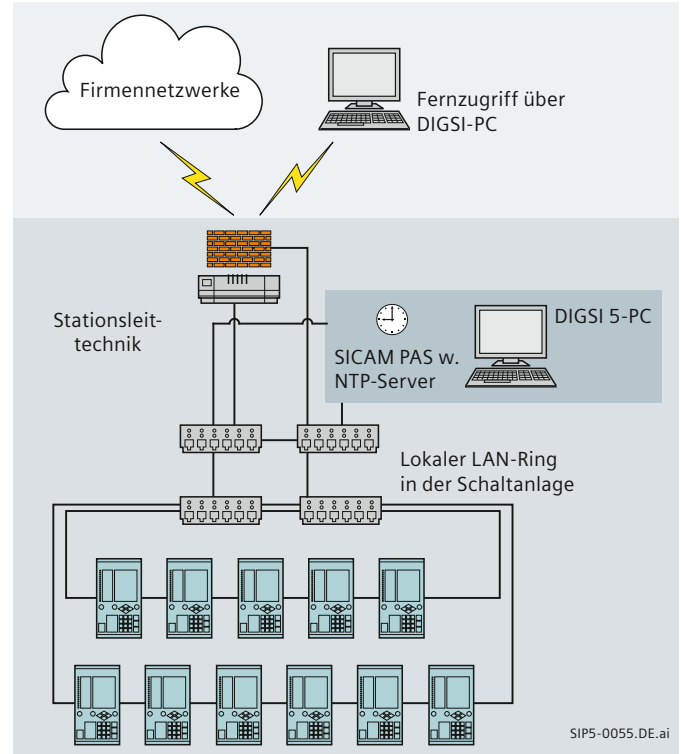 Firmennetzwerke
Fernzugriff über
DIGSI-PC
Stationsleit-
technik
DIGSI 5-PC
SICAM PAS w.
NTP-Server
Lokaler LAN-Ring
in der Schaltanlage
SIP5-0055.DE.ai